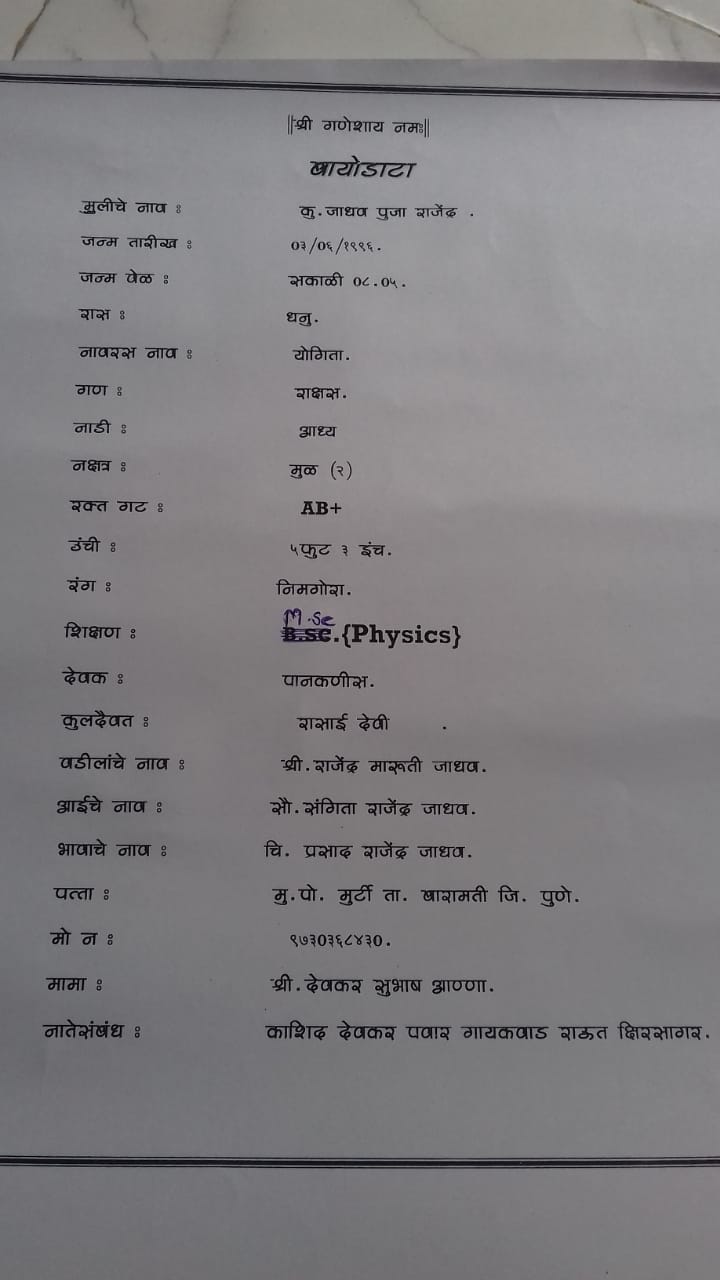 ||श्री गणेशाय नमः||
बायोडाटा
मुलीचे नाव : कु.जाधव पुजा राजेंद्र .
जन्म तारीख : ०३/०६/१९९६.
जन्म वेळ : सकाळी ०८.०५.
रास : धनु.
नावरस नाव : योगिता.
गण : राक्षस.
नाडी : आध्य
नक्षत्र : मुळ (२)
रक्त गट : AB+
उंची : ५फुट ३ इंच.
रंग : निमगोरा.
M.Sc
शिक्षण : B.sc.{Physics}
देवक : पानकणीस.
कुलदैवत : रासाई देवी .
वडीलांचे नाव : श्री.राजेंद्र मारूती जाधव.
आईचे नाव : सौ.संगिता राजेंद्र जाधव.
भावाचे नाव : चि. प्रसाद राजेंद्र जाधव.
पत्ता : मु.पो. मुर्टी ता. बारामती जि. पुणे.
मो न : ९७३०३६८४३०.
मामा : श्री.देवकर सुभाष आण्णा.
नातेसंबंध : काशिद देवकर पवार गायकवाड राऊत क्षिरसागर.